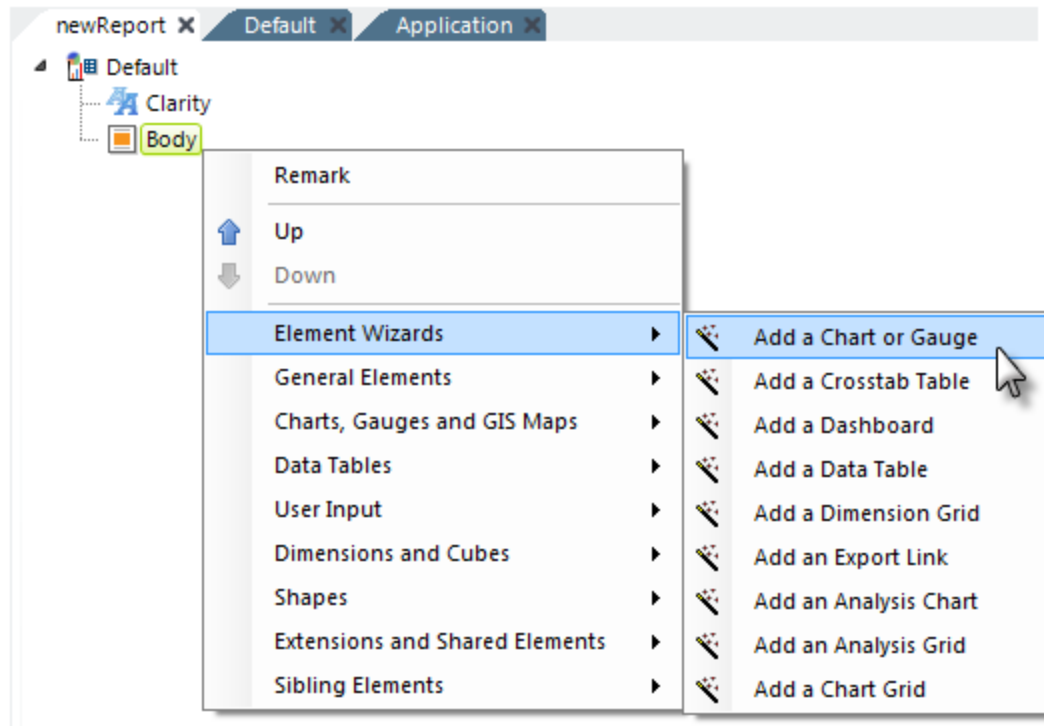 newReport Default Application
Default
Clarity
Body
Remark
Up
Down
Element Wizards
General Elements
Charts, Gauges and GIS Maps
Data Tables
User Input
Dimensions and Cubes
Shapes
Extensions and Shared Elements
Sibling Elements
Add a Chart or Gauge
Add a Crosstab Table
Add a Dashboard
Add a Data Table
Add a Dimension Grid
Add an Export Link
Add an Analysis Chart
Add an Analysis Grid
Add a Chart Grid